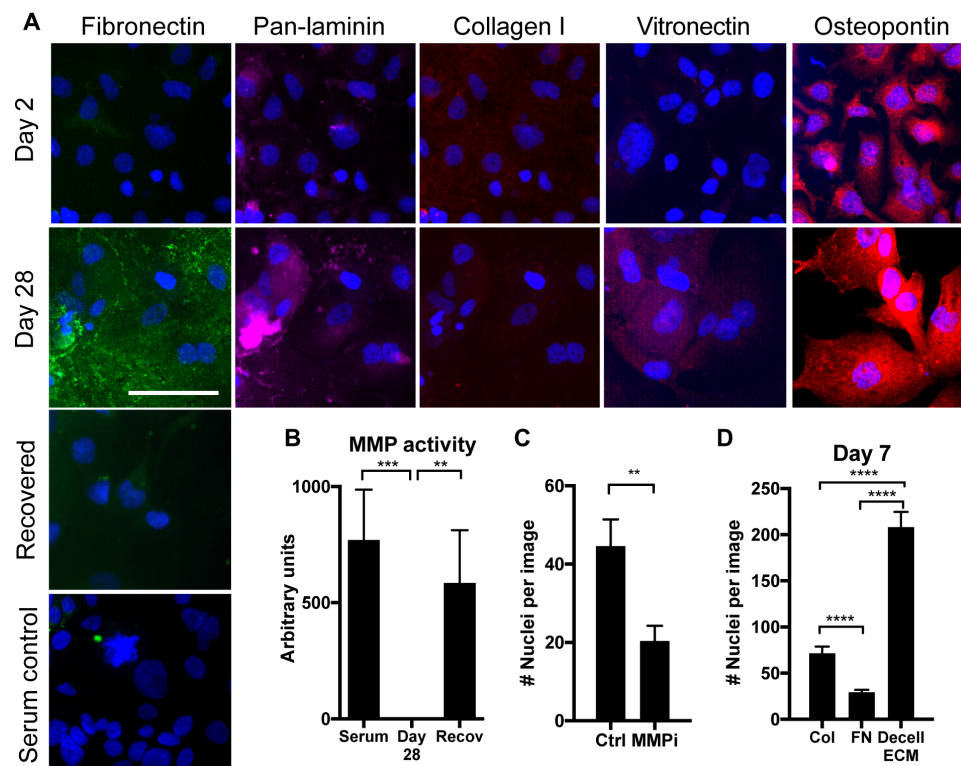 A
Fibronectin Pan-laminin Collagen I Vitronectin Osteopontin
Day 2
Day 28
Recovered
Serum control
B
MMP activity
*** **
Arbitrary units
1000
500
0
Serum Day 28 Recov
C
**
# Nuclei per image
60
40
20
0
Ctrl MMPi
D
Day 7
****
****
****
# Nuclei per image
250
200
150
100
50
0
Col FN Decell
ECM